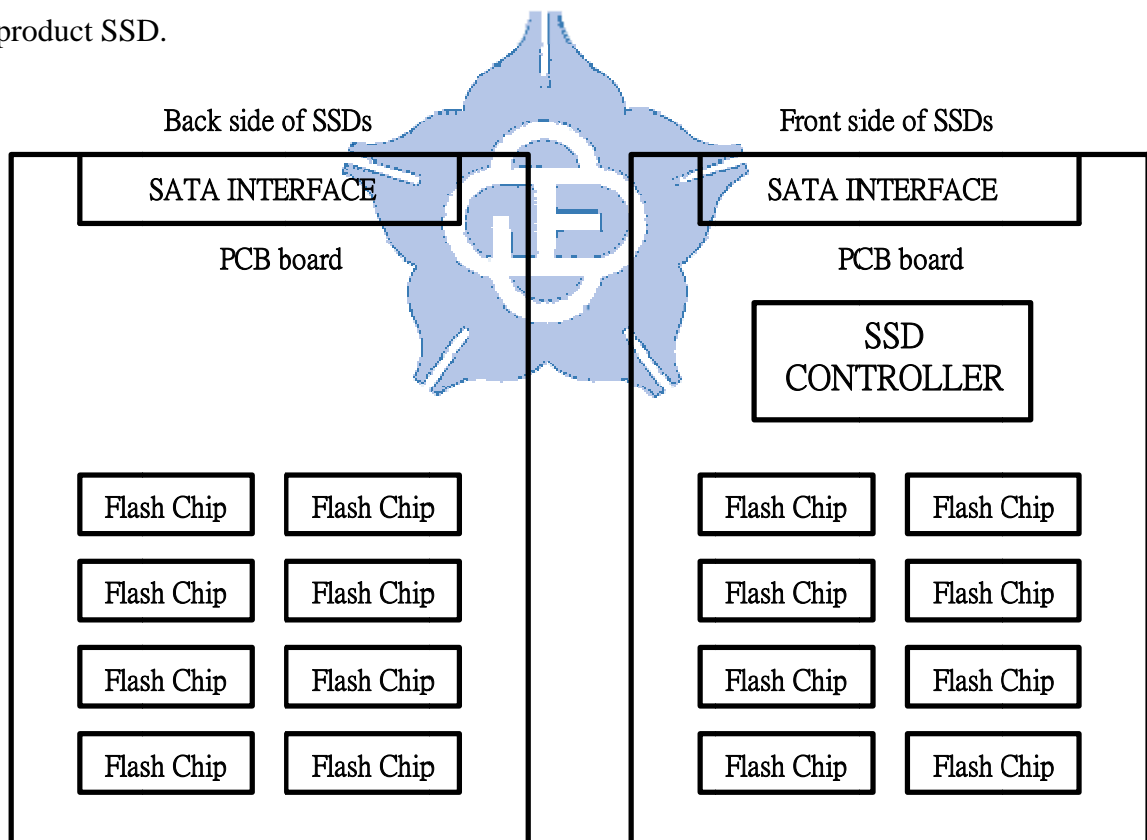 product SSD.
Back side of SSDs
SATA INTERFACE
PCB board
Flash Chip Flash Chip
Flash Chip Flash Chip
Flash Chip Flash Chip
Flash Chip Flash Chip
Front side of SSDs
SATA INTERFACE
PCB board
SSD
CONTROLLER
Flash Chip Flash Chip
Flash Chip Flash Chip
Flash Chip Flash Chip
Flash Chip Flash Chip